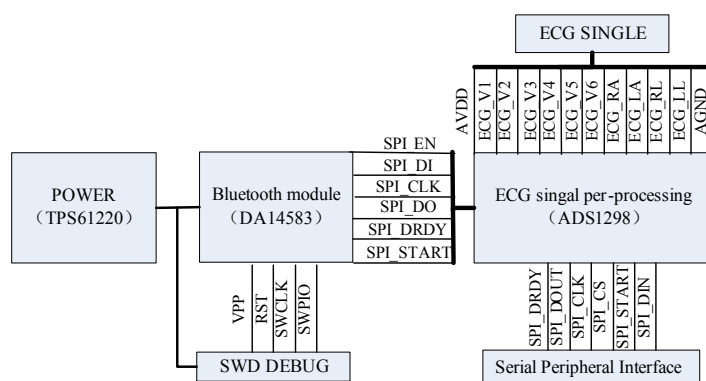 ECG SINGLE
AVDD
ECG_V1
ECG_V2
ECG_V3
ECG_V4
ECG_V5
ECG_V6
ECG_RA
ECG_LA
ECG_RL
ECG_LL
AGND
POWER
（TPS61220）
Bluetooth module
（DA14583）
SPI_EN
SPI_DI
SPI_CLK
SPI_DO
SPI_DRDY
SPI_START
ECG singal per-processing
（ADS1298）
VPP
RST
SWCLK
SWPIO
SPI_DRDY
SPI_DOUT
SPI_CLK
SPI_CS
SPI_START
SPI_DIN
SWD DEBUG
Serial Peripheral Interface